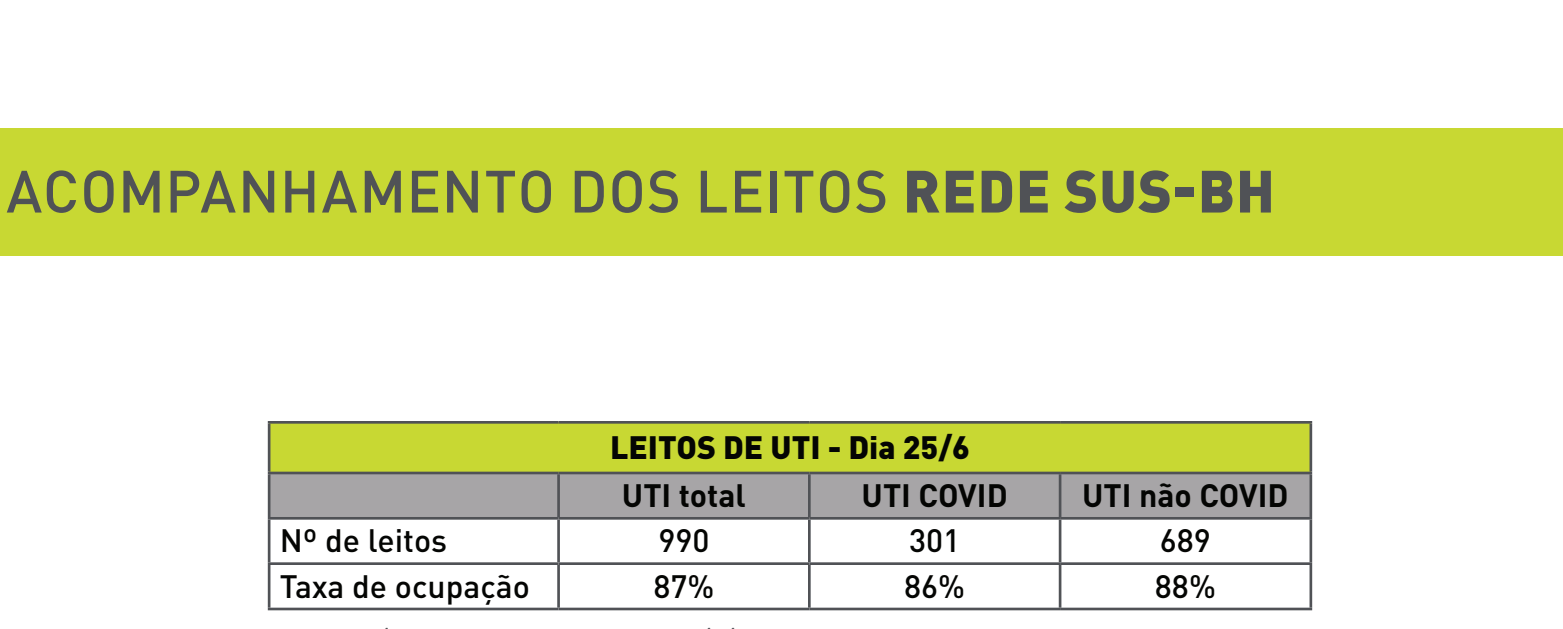 ACOMPANHAMENTO DOS LEITOS REDE SUS-BH
LEITOS DE UTI - Dia 25/6
UTI total UTI COVID UTI não COVID
Nº de leitos 990 301 689
Taxa de ocupação 87% 86% 88%